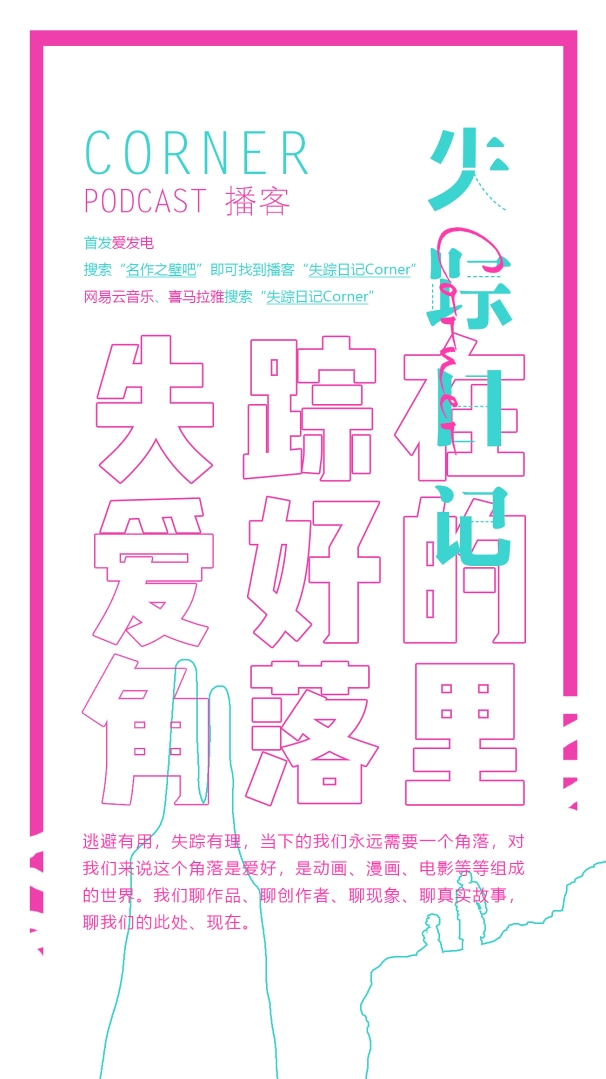 CORNER
PODCAST 播客
首发爱发电
搜索“名作之壁吧”即可找到播客“失踪日记Corner”
网易云音乐、喜马拉雅搜索“失踪日记Corner”
失踪日记
Corner
失踪在
爱好的
角落里
逃避有用，失踪有理，当下的我们永远需要一个角落，对
我们来说这个角落是爱好，是动画、漫画、电影等等组成
的世界。我们聊作品、聊创作者、聊现象、聊真实故事，
聊我们的此处、现在。